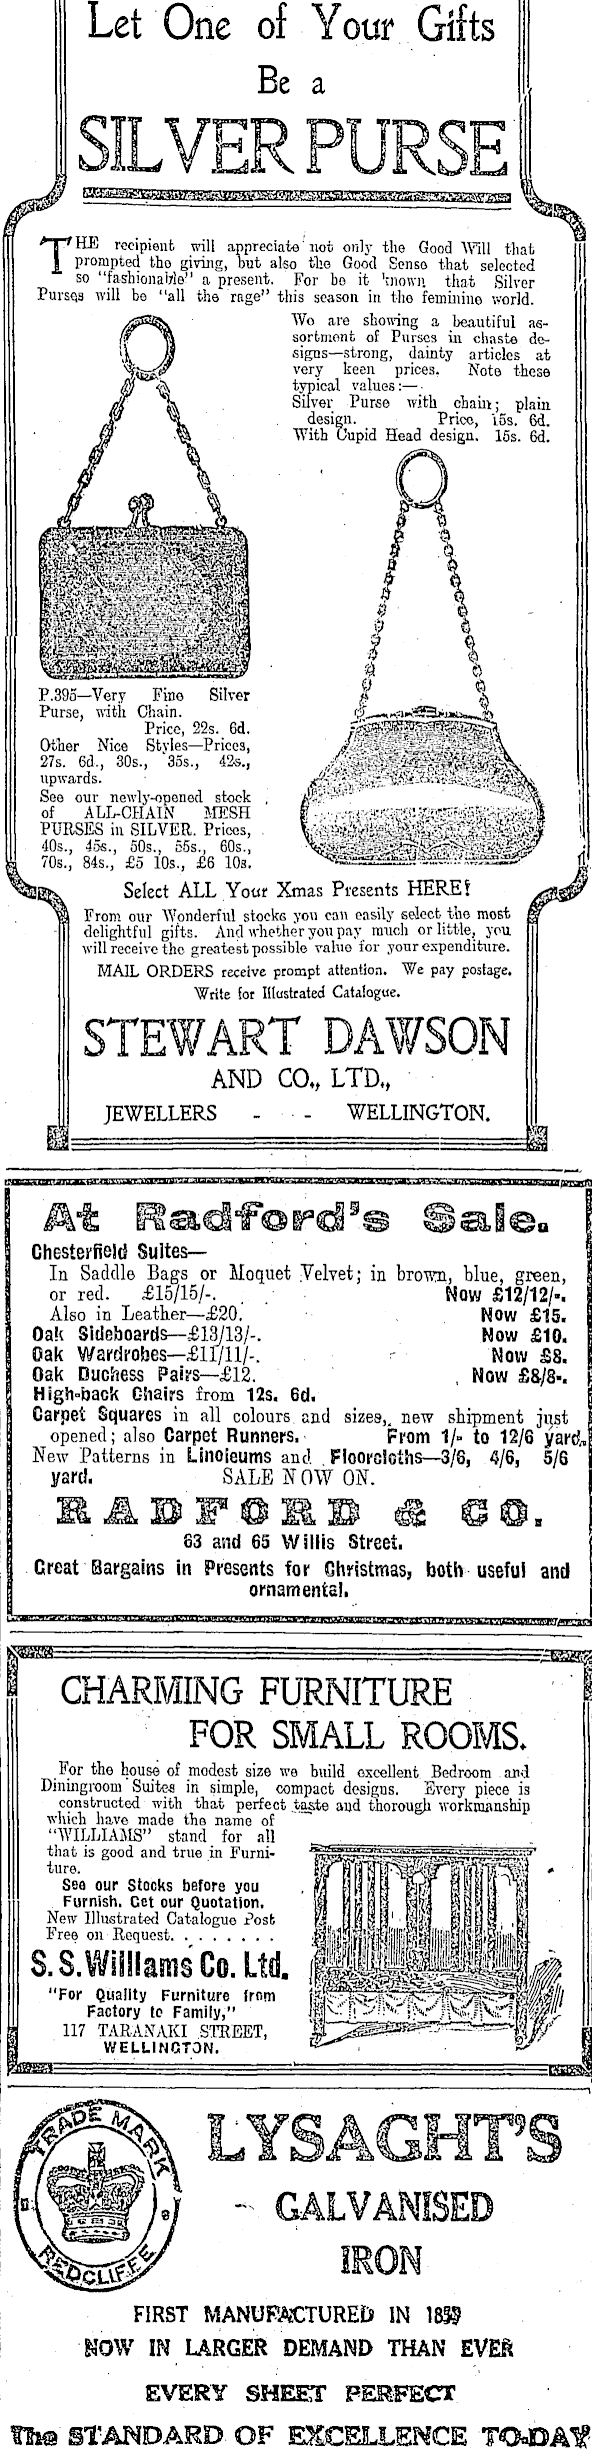 Let One of Your Gifts
Be a
SILVER PURSE
THE recipient will appreciate not only the Good Will that
prompted the giving, but also the Good Sense that selected
so "fashionable" a present. For be it known that Silver
Purses will be "all the rage" this season in the feminine world.
We are showing a beautiful as-
sortment of Purses in chaste de-
signs—strong, dainty articles at
very keen prices. Note these
typical values:—
Silver Purse with chain; plain
design. Price, 15s. 6d.
With Cupid Head design. 15s. 6d.
P.395—Very Fine Silver
Purse, with Chain.
Price, 22s. 6d.
Other Nice Styles—Prices,
27s. 6d., 30s., 35s., 42s.,
upwards.
See our newly-opened stock
of ALL-CHAIN MESH
PURSES in SILVER. Prices,
40s., 45s., 50s., 55s., 60s.,
70s., 84s., £5 10s., £6 10s.
Select ALL Your Xmas Presents HERE!
From our Wonderful stocks you can easily select the most
delightful gifts. And whether you pay much or little, you
will receive the greatest possible value for your expenditure.
MAIL ORDERS receive prompt attention. We pay postage.
Write for Illustrated Catalogue.
STEWART DAWSON
AND CO., LTD.,
JEWELLERS - - WELLINGTON.
At Radford's Sale.
Chesterfield Suites—
In Saddle Bags or Moquet Velvet; in brown, blue, green,
or red. £15/15/-. Now £12/12/-.
Also in Leather—£20. Now £15.
Oak Sideboards—£13/13/-. Now £10.
Oak Wardrobes—£11/11/-. Now £8.
Oak Duchess Pairs—£12. Now £8/8-.
High-back Chairs from 12s. 6d.
Carpet Squares in all colours and sizes, new shipment just
opened; also Carpet Runners. From 1/- to 12/6 yard.
New Patterns in Linoleums and Floorcloths—3/6, 4/6, 5/6
yard. SALE NOW ON.
RADFORD & CO.
63 and 65 Willis Street.
Great Bargains in Presents for Christmas, both useful and
ornamental.
CHARMING FURNITURE
FOR SMALL ROOMS.
For the house of modest size we build excellent Bedroom and
Diningroom Suites in simple, compact designs. Every piece is
constructed with that perfect taste and thorough workmanship
which have made the name of
"WILLIAMS" stand for all
that is good and true in Furni-
ture.
See our Stocks before you
Furnish. Get our Quotation.
New Illustrated Catalogue Post
Free on Request. . . . . . . .
S. S. Williams Co. Ltd.
"For Quality Furniture from
Factory to Family,"
117 TARANAKI STREET,
WELLINGTON.
TRADE MARK
REDCLIFFE
LYSAGHT'S
GALVANISED
IRON
FIRST MANUFACTURED IN
NOW IN LARGER DEMAND THAN EVER
EVERY SHEET PERFECT
The STANDARD OF EXCELLENCE TO-DAY